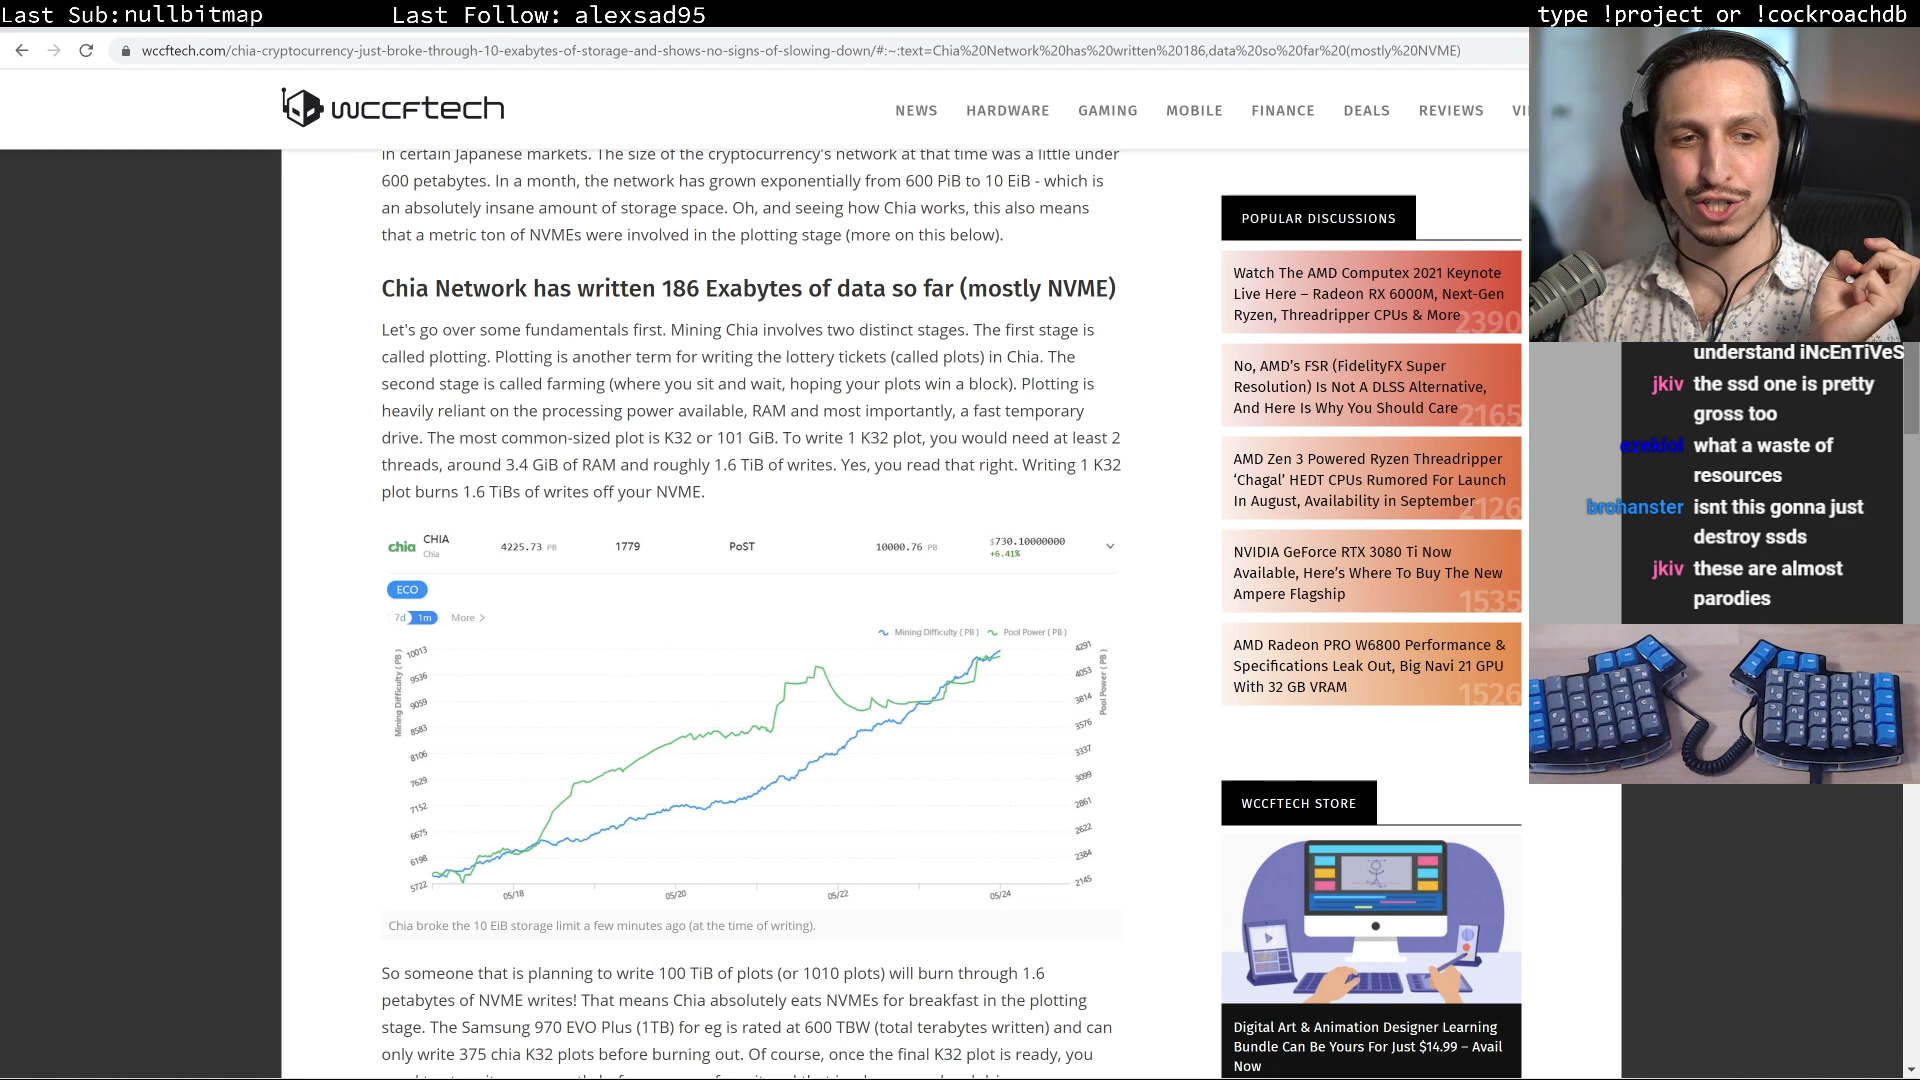 Last Sub:nullbitmap
Last Follow: alexsad95
type !project or !cockroachdb
wccftech.com/chia-cryptocurrency-just-broke-through-10-exabytes-of-storage-and-shows-no-signs-of-slowing-down/#:~:text=Chia%20Network%20has%20written%20186,data%20so%20far%20(mostly%20NVME)
wccftech
NEWS HARDWARE GAMING MOBILE FINANCE DEALS REVIEWS VI
in certain Japanese markets. The size of the cryptocurrency's network at that time was a little under
600 petabytes. In a month, the network has grown exponentially from 600 PiB to 10 EiB - which is
an absolutely insane amount of storage space. Oh, and seeing how Chia works, this also means
that a metric ton of NVMEs were involved in the plotting stage (more on this below).
Chia Network has written 186 Exabytes of data so far (mostly NVME)
Let's go over some fundamentals first. Mining Chia involves two distinct stages. The first stage is
called plotting. Plotting is another term for writing the lottery tickets (called plots) in Chia. The
second stage is called farming (where you sit and wait, hoping your plots win a block). Plotting is
heavily reliant on the processing power available, RAM and most importantly, a fast temporary
drive. The most common-sized plot is K32 or 101 GiB. To write 1 K32 plot, you would need at least 2
threads, around 3.4 GiB of RAM and roughly 1.6 TiB of writes. Yes, you read that right. Writing 1 K32
plot burns 1.6 TiBs of writes off your NVME.
chia CHIA 4225.73 PB 1779 PoST 10000.76 PB $730.10000000
Chia +6.41%
ECO
7d 1m More >
Mining Difficulty ( PB ) Pool Power ( PB )
Mining Difficulty ( PB )
10013
9536
9059
8583
8106
7629
7152
6675
6198
5722
4291
4053
3814
3576
3337
3099
2861
2622
2384
2145
Pool Power ( PB )
05/18 05/20 05/22 05/24
Chia broke the 10 EiB storage limit a few minutes ago (at the time of writing).
So someone that is planning to write 100 TiB of plots (or 1010 plots) will burn through 1.6
petabytes of NVME writes! That means Chia absolutely eats NVMEs for breakfast in the plotting
stage. The Samsung 970 EVO Plus (1TB) for eg is rated at 600 TBW (total terabytes written) and can
only write 375 chia K32 plots before burning out. Of course, once the final K32 plot is ready, you
POPULAR DISCUSSIONS
Watch The AMD Computex 2021 Keynote
Live Here – Radeon RX 6000M, Next-Gen
Ryzen, Threadripper CPUs & More
2390
No, AMD's FSR (FidelityFX Super
Resolution) Is Not A DLSS Alternative,
And Here Is Why You Should Care
2165
AMD Zen 3 Powered Ryzen Threadripper
'Chagal' HEDT CPUs Rumored For Launch
In August, Availability in September
2126
NVIDIA GeForce RTX 3080 Ti Now
Available, Here's Where To Buy The New
Ampere Flagship
1535
AMD Radeon PRO W6800 Performance &
Specifications Leak Out, Big Navi 21 GPU
With 32 GB VRAM
1526
WCCFTECH STORE
Digital Art & Animation Designer Learning
Bundle Can Be Yours For Just $14.99 – Avail
Now
understand iNcEnTiVeS
jkiv the ssd one is pretty
gross too
ezekiol what a waste of
resources
brohanster isnt this gonna just
destroy ssds
jkiv these are almost
parodies